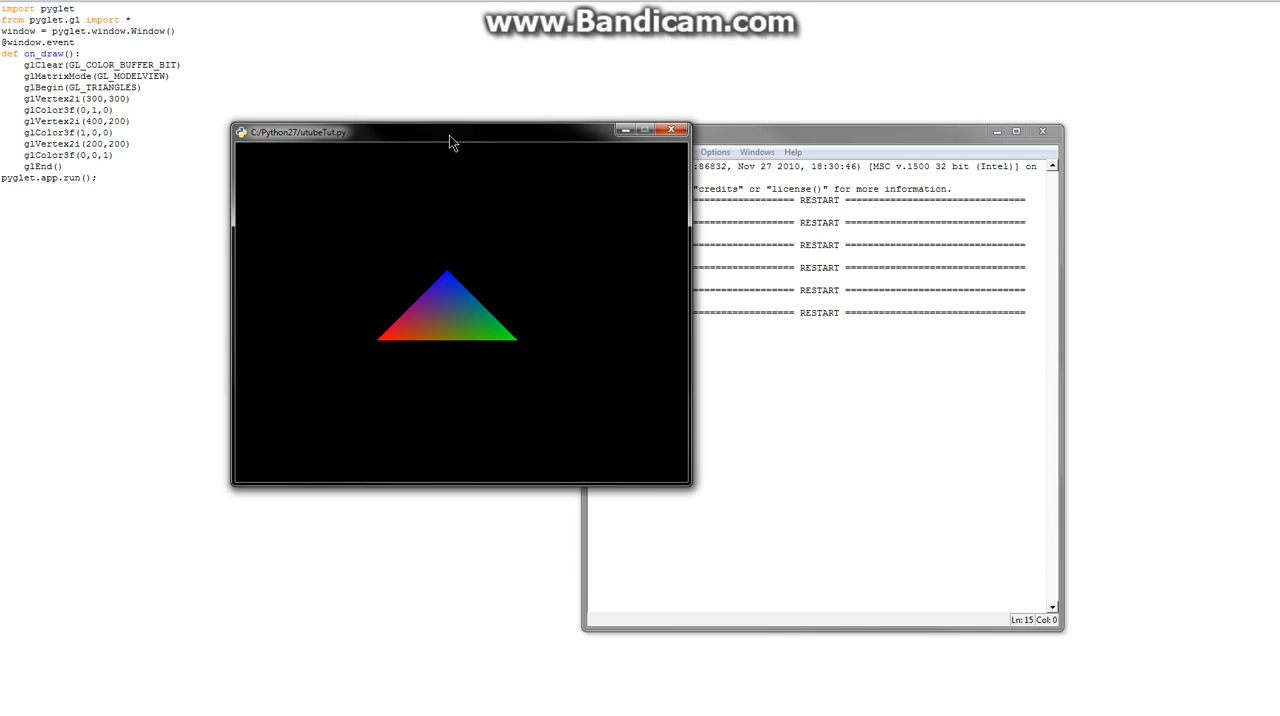 www.Bandicam.com
import pyglet
from pyglet.gl import *
window = pyglet.window.Window()
@window.event
def on_draw():
glClear(GL_COLOR_BUFFER_BIT)
glMatrixMode(GL_MODELVIEW)
glBegin(GL_TRIANGLES)
glVertex2i(300,300)
glColor3f(0,1,0)
glVertex2i(400,200)
glColor3f(1,0,0)
glVertex2i(200,200)
glColor3f(0,0,1)
glEnd()
pyglet.app.run();
C:/Python27/utubeTut.py
Options Windows Help
:86832, Nov 27 2010, 18:30:46) [MSC v.1500 32 bit (Intel)] on
"credits" or "license()" for more information.
================== RESTART ================================
================== RESTART ================================
================== RESTART ================================
================== RESTART ================================
================== RESTART ================================
================== RESTART ================================
Ln: 15 Col: 0